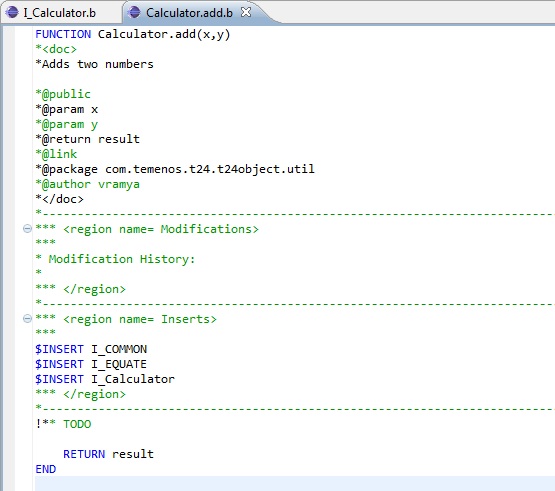 I_Calculator.b Calculator.add.b
FUNCTION Calculator.add(x,y)
*<doc>
*Adds two numbers
*@public
*@param x
*@param y
*@return result
*@link
*@package com.temenos.t24.t24object.util
*@author vramya
*</doc>
*-----------------------------------------------------------------------------
*** <region name= Modifications>
***
* Modification History:
*
*** </region>
*-----------------------------------------------------------------------------
*** <region name= Inserts>
***
$INSERT I_COMMON
$INSERT I_EQUATE
$INSERT I_Calculator
*** </region>
*-----------------------------------------------------------------------------
!** TODO
RETURN result
END